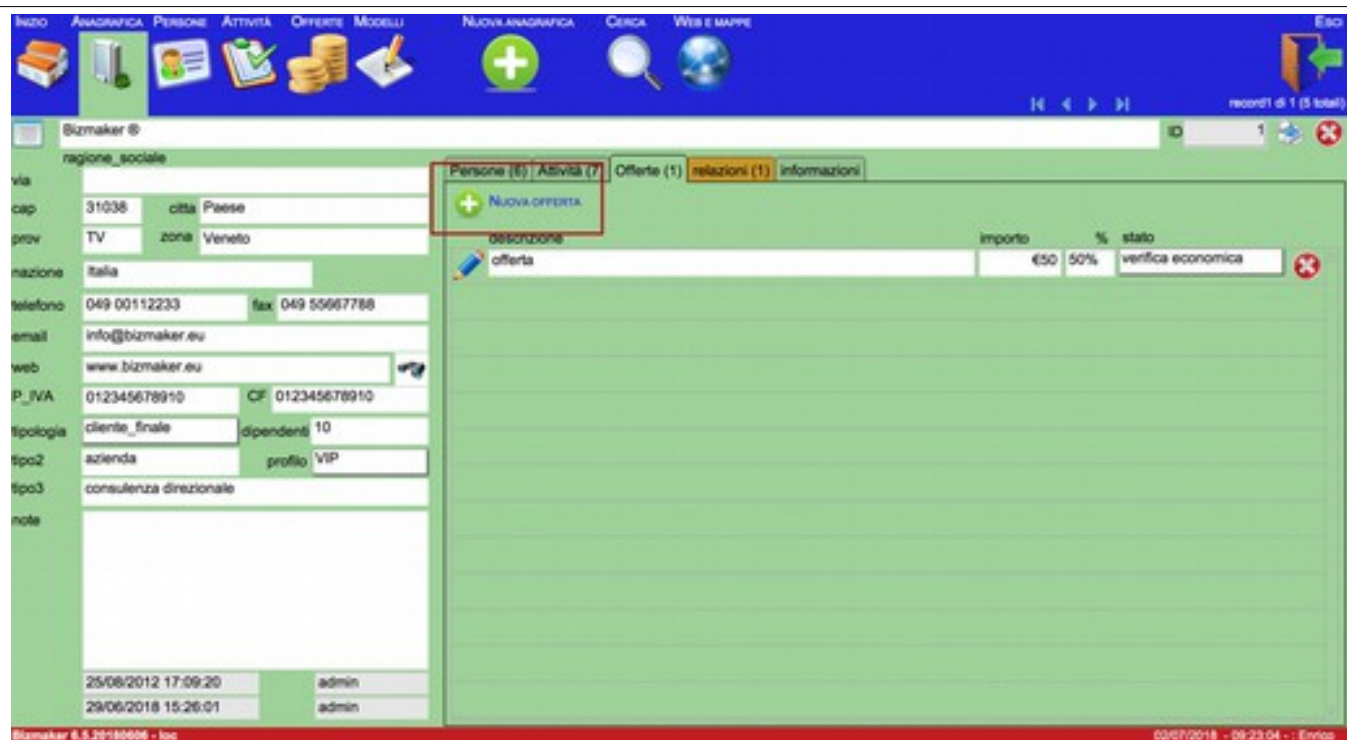 INIZIO ANAGRAFICA PERSONE ATTIVITÀ OFFERTE MODELLI NUOVA ANAGRAFICA CERCA WEB E MAPPE ESCI
record1 di 1 (5 totali)
Bizmaker ® ID 1
ragione_sociale
Persone (6) Attività (7 Offerte (1) relazioni (1) informazioni
via
NUOVA OFFERTA
cap 31038 citta Paese
prov TV zona Veneto
descrizione importo % stato
offerta €50 50% verifica economica
nazione Italia
telefono 049 00112233 fax 049 55667788
email info@bizmaker.eu
web www.bizmaker.eu
P_IVA 012345678910 CF 012345678910
tipologia cliente_finale dipendenti 10
tipo2 azienda profilo VIP
tipo3 consulenza direzionale
note
25/08/2012 17:09:20 admin
29/06/2018 15:26:01 admin
Bizmaker 6.5.20180606 - loc 02/07/2018 - 09:23:04 - : Enrico